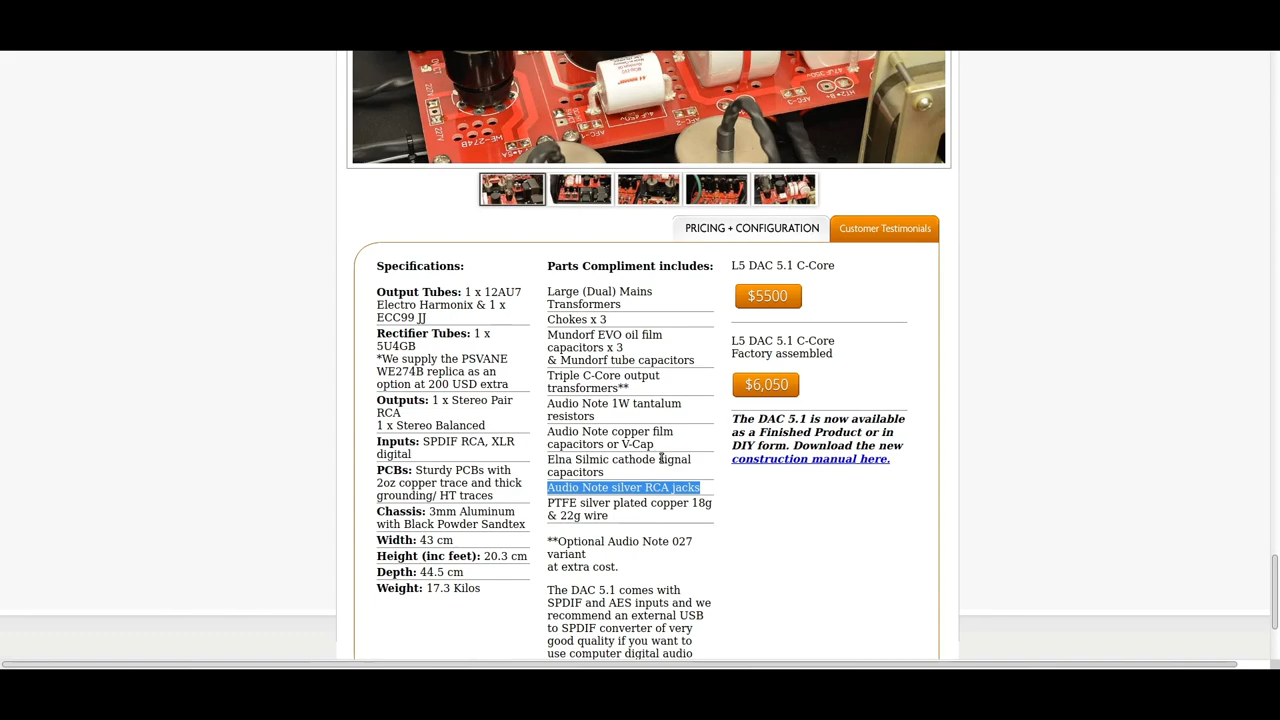 WE-274B
AFC-1
AFC-2
AFC-3
PRICING + CONFIGURATION
Customer Testimonials
Specifications:
Output Tubes: 1 x 12AU7
Electro Harmonix & 1 x
ECC99 JJ
Rectifier Tubes: 1 x
5U4GB
*We supply the PSVANE
WE274B replica as an
option at 200 USD extra
Outputs: 1 x Stereo Pair
RCA
1 x Stereo Balanced
Inputs: SPDIF RCA, XLR
digital
PCBs: Sturdy PCBs with
2oz copper trace and thick
grounding/ HT traces
Chassis: 3mm Aluminum
with Black Powder Sandtex
Width: 43 cm
Height (inc feet): 20.3 cm
Depth: 44.5 cm
Weight: 17.3 Kilos
Parts Compliment includes:
Large (Dual) Mains
Transformers
Chokes x 3
Mundorf EVO oil film
capacitors x 3
& Mundorf tube capacitors
Triple C-Core output
transformers**
Audio Note 1W tantalum
resistors
Audio Note copper film
capacitors or V-Cap
Elna Silmic cathode signal
capacitors
Audio Note silver RCA jacks
PTFE silver plated copper 18g
& 22g wire
**Optional Audio Note 027
variant
at extra cost.
The DAC 5.1 comes with
SPDIF and AES inputs and we
recommend an external USB
to SPDIF converter of very
good quality if you want to
use computer digital audio
L5 DAC 5.1 C-Core
$5500
L5 DAC 5.1 C-Core
Factory assembled
$6,050
The DAC 5.1 is now available
as a Finished Product or in
DIY form. Download the new
construction manual here.